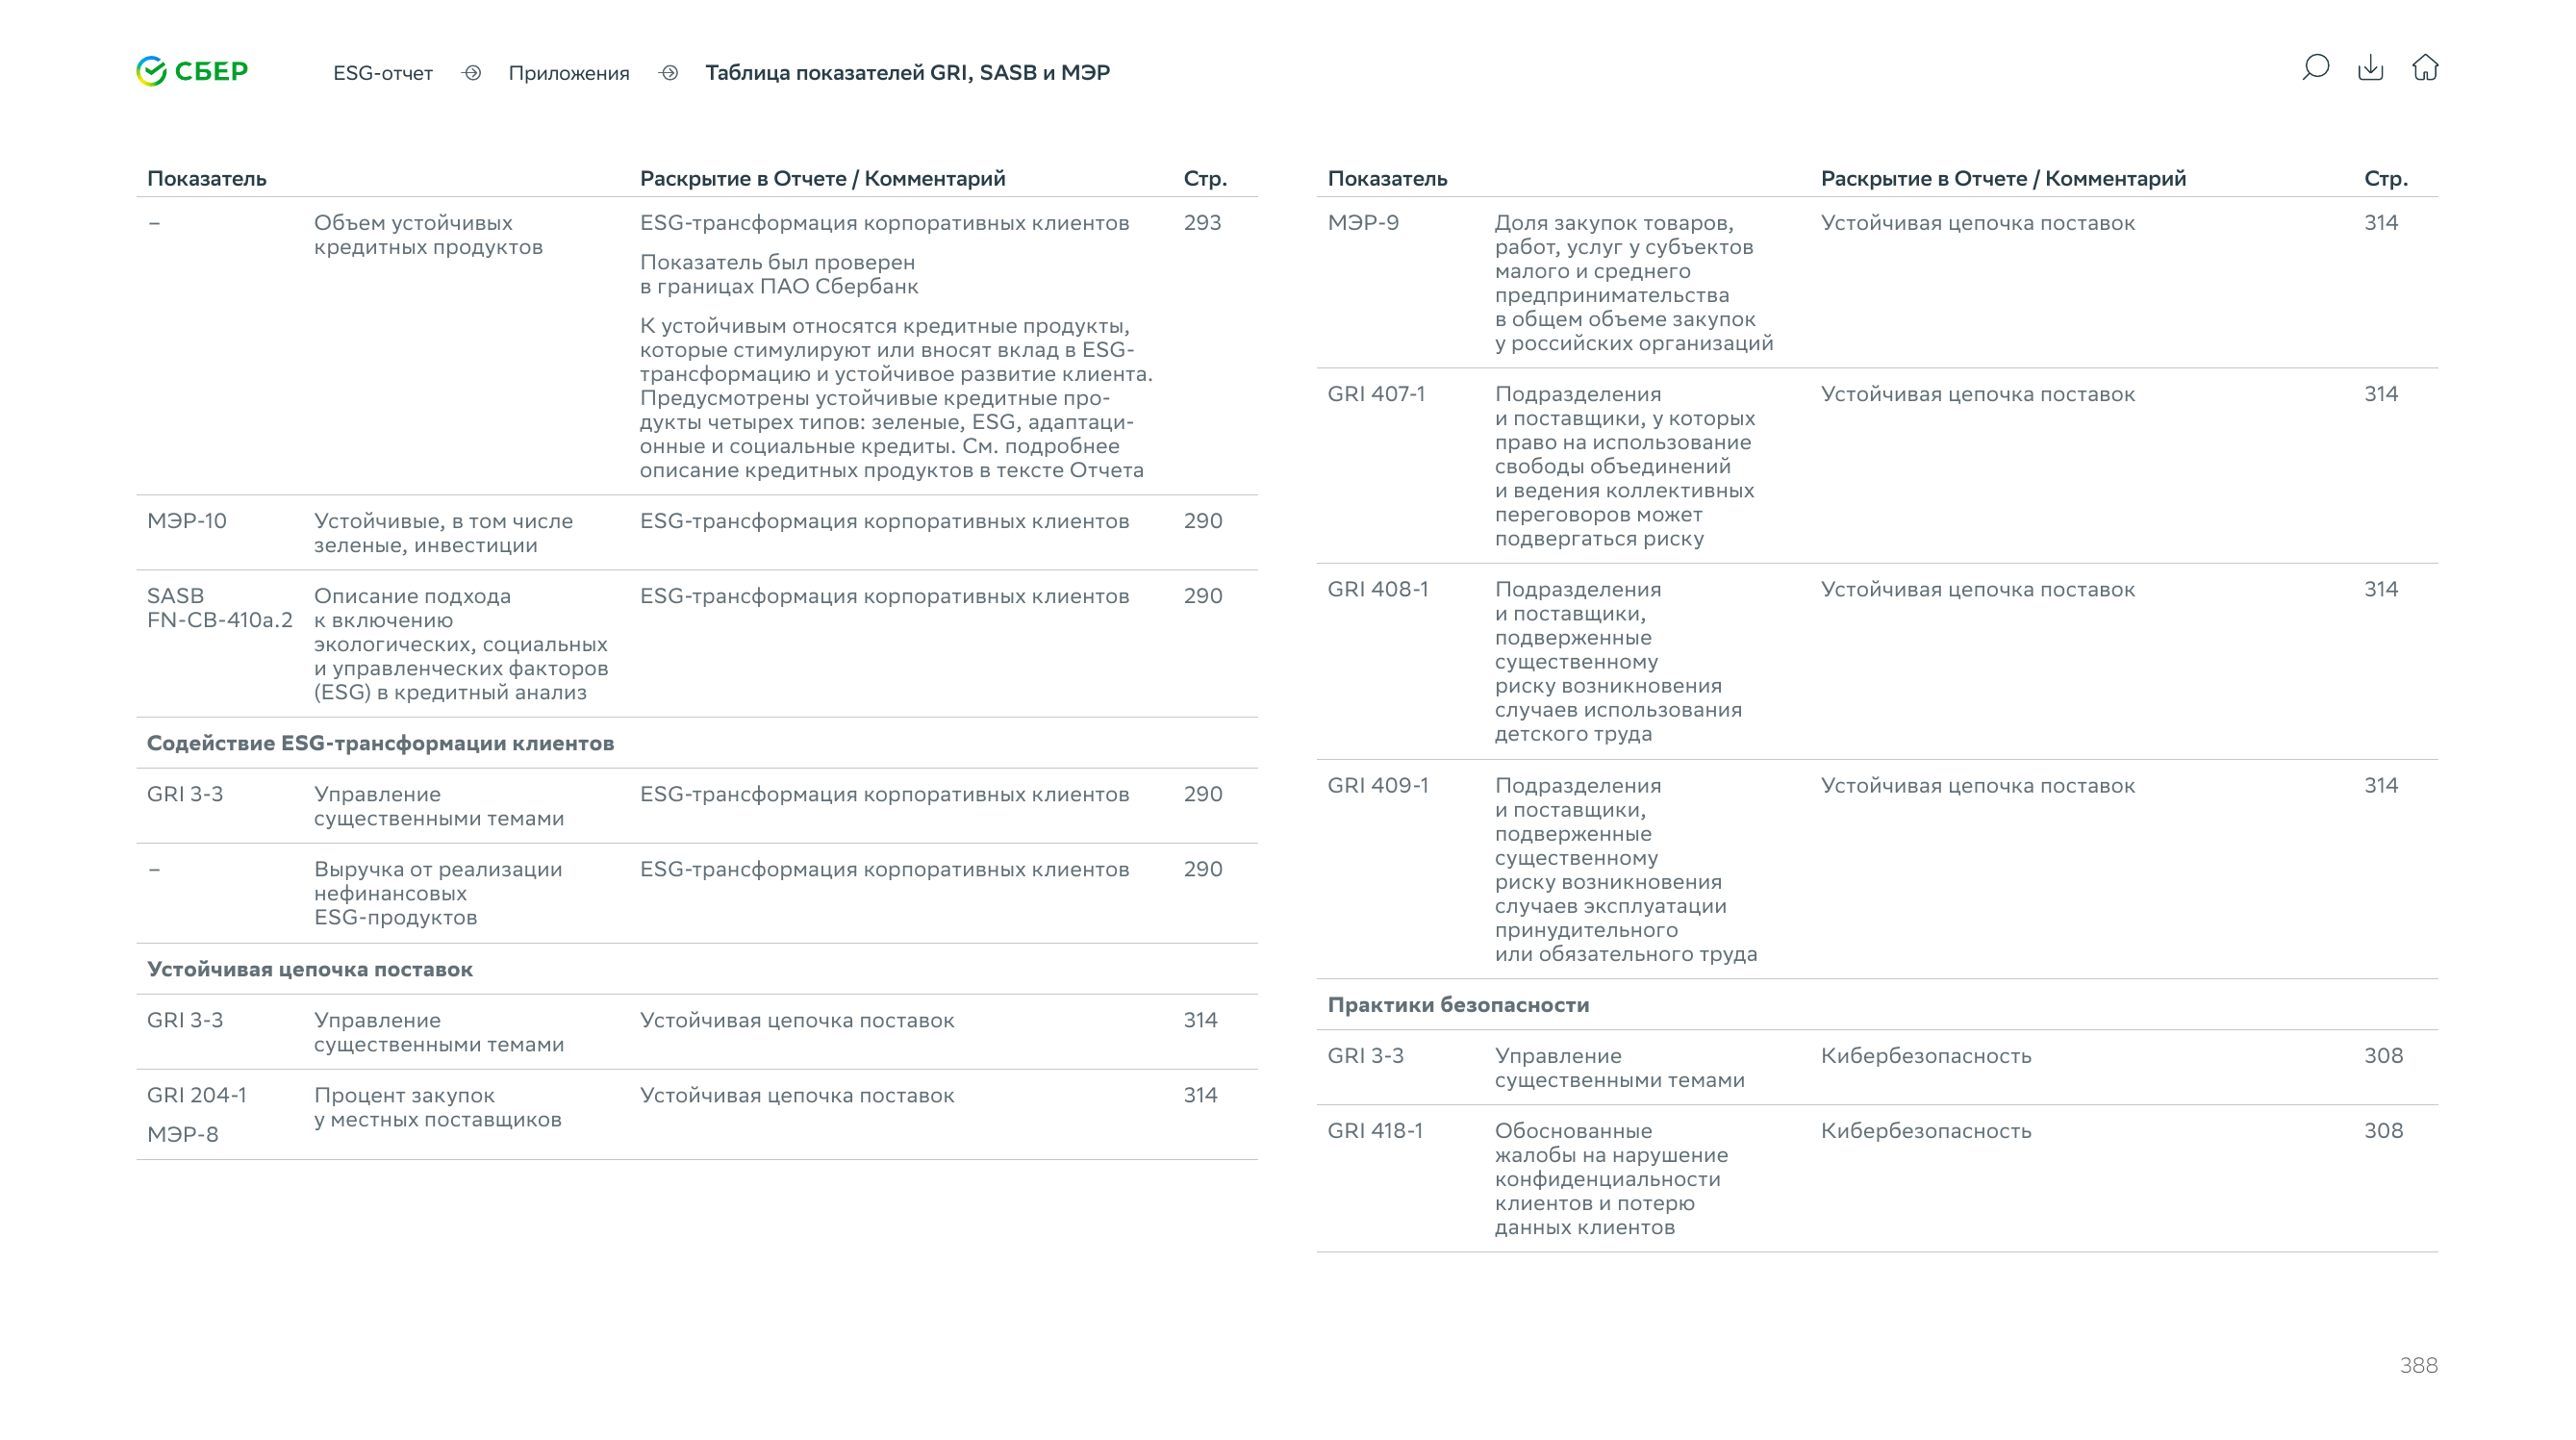 СБЕР
ESG-отчет
Приложения
Таблица показателей GRI, SASB и МЭР
Показатель Раскрытие в Отчете / Комментарий Стр.
– Объем устойчивых ESG-трансформация корпоративных клиентов 293
кредитных продуктов
Показатель был проверен
в границах ПАО Сбербанк
К устойчивым относятся кредитные продукты,
которые стимулируют или вносят вклад в ESG-
трансформацию и устойчивое развитие клиента.
Предусмотрены устойчивые кредитные про-
дукты четырех типов: зеленые, ESG, адаптаци-
онные и социальные кредиты. См. подробнее
описание кредитных продуктов в тексте Отчета
МЭР-10 Устойчивые, в том числе ESG-трансформация корпоративных клиентов 290
зеленые, инвестиции
SASB Описание подхода ESG-трансформация корпоративных клиентов 290
FN-CB-410a.2 к включению
экологических, социальных
и управленческих факторов
(ESG) в кредитный анализ
Содействие ESG-трансформации клиентов
GRI 3-3 Управление ESG-трансформация корпоративных клиентов 290
существенными темами
– Выручка от реализации ESG-трансформация корпоративных клиентов 290
нефинансовых
ESG-продуктов
Устойчивая цепочка поставок
GRI 3-3 Управление Устойчивая цепочка поставок 314
существенными темами
GRI 204-1 Процент закупок Устойчивая цепочка поставок 314
у местных поставщиков
МЭР-8
Показатель Раскрытие в Отчете / Комментарий Стр.
МЭР-9 Доля закупок товаров, Устойчивая цепочка поставок 314
работ, услуг у субъектов
малого и среднего
предпринимательства
в общем объеме закупок
у российских организаций
GRI 407-1 Подразделения Устойчивая цепочка поставок 314
и поставщики, у которых
право на использование
свободы объединений
и ведения коллективных
переговоров может
подвергаться риску
GRI 408-1 Подразделения Устойчивая цепочка поставок 314
и поставщики,
подверженные
существенному
риску возникновения
случаев использования
детского труда
GRI 409-1 Подразделения Устойчивая цепочка поставок 314
и поставщики,
подверженные
существенному
риску возникновения
случаев эксплуатации
принудительного
или обязательного труда
Практики безопасности
GRI 3-3 Управление Кибербезопасность 308
существенными темами
GRI 418-1 Обоснованные Кибербезопасность 308
жалобы на нарушение
конфиденциальности
клиентов и потерю
данных клиентов
388